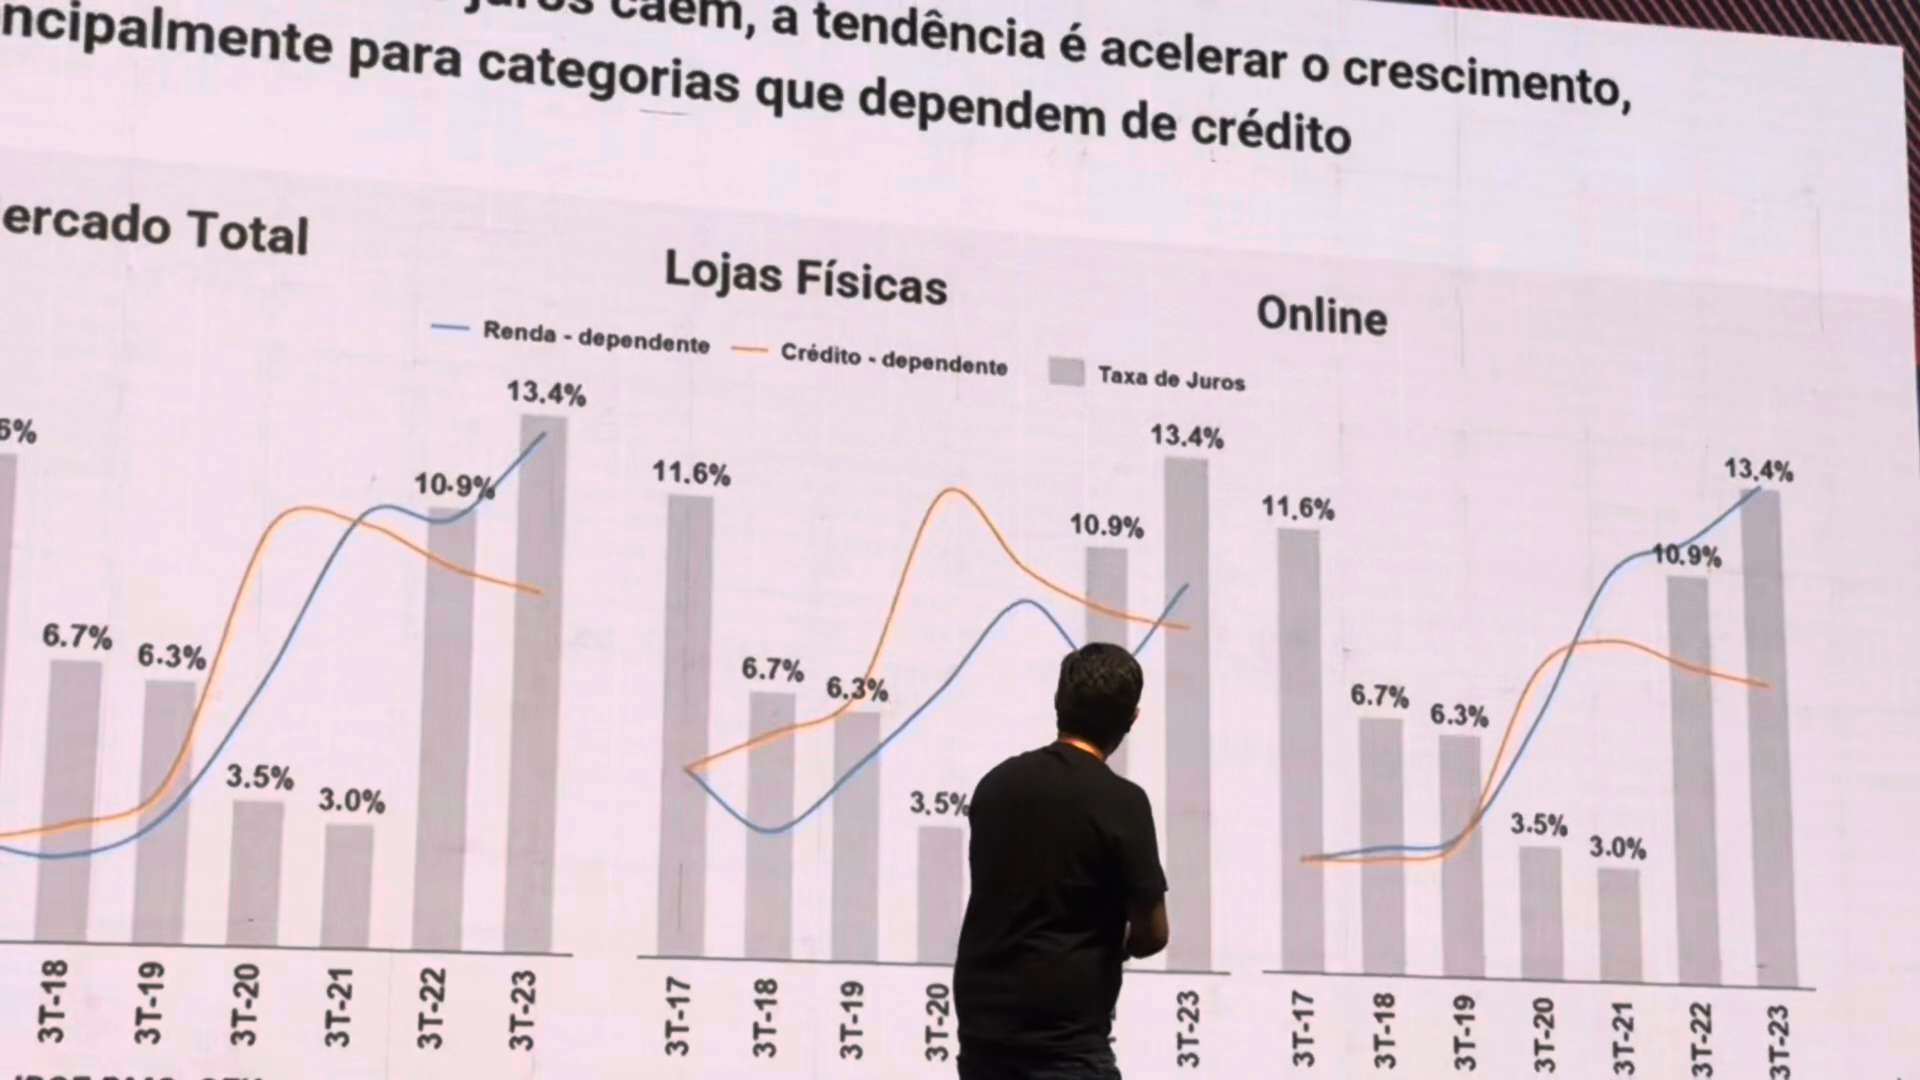 caem, a tendência é acelerar o crescimento,
para categorias que dependem de crédito
Total
Lojas Físicas
Online
Renda - dependente
Crédito - dependente
Taxa de Juros
6.7%
6.3%
3.5%
3.0%
10.9%
13.4%
3T-18
3T-19
3T-20
3T-21
3T-22
3T-23
11.6%
6.7%
6.3%
3.5%
10.9%
13.4%
3T-17
3T-18
3T-19
3T-20
3T-23
11.6%
6.7%
6.3%
3.5%
3.0%
10.9%
13.4%
3T-17
3T-18
3T-19
3T-20
3T-21
3T-22
3T-23